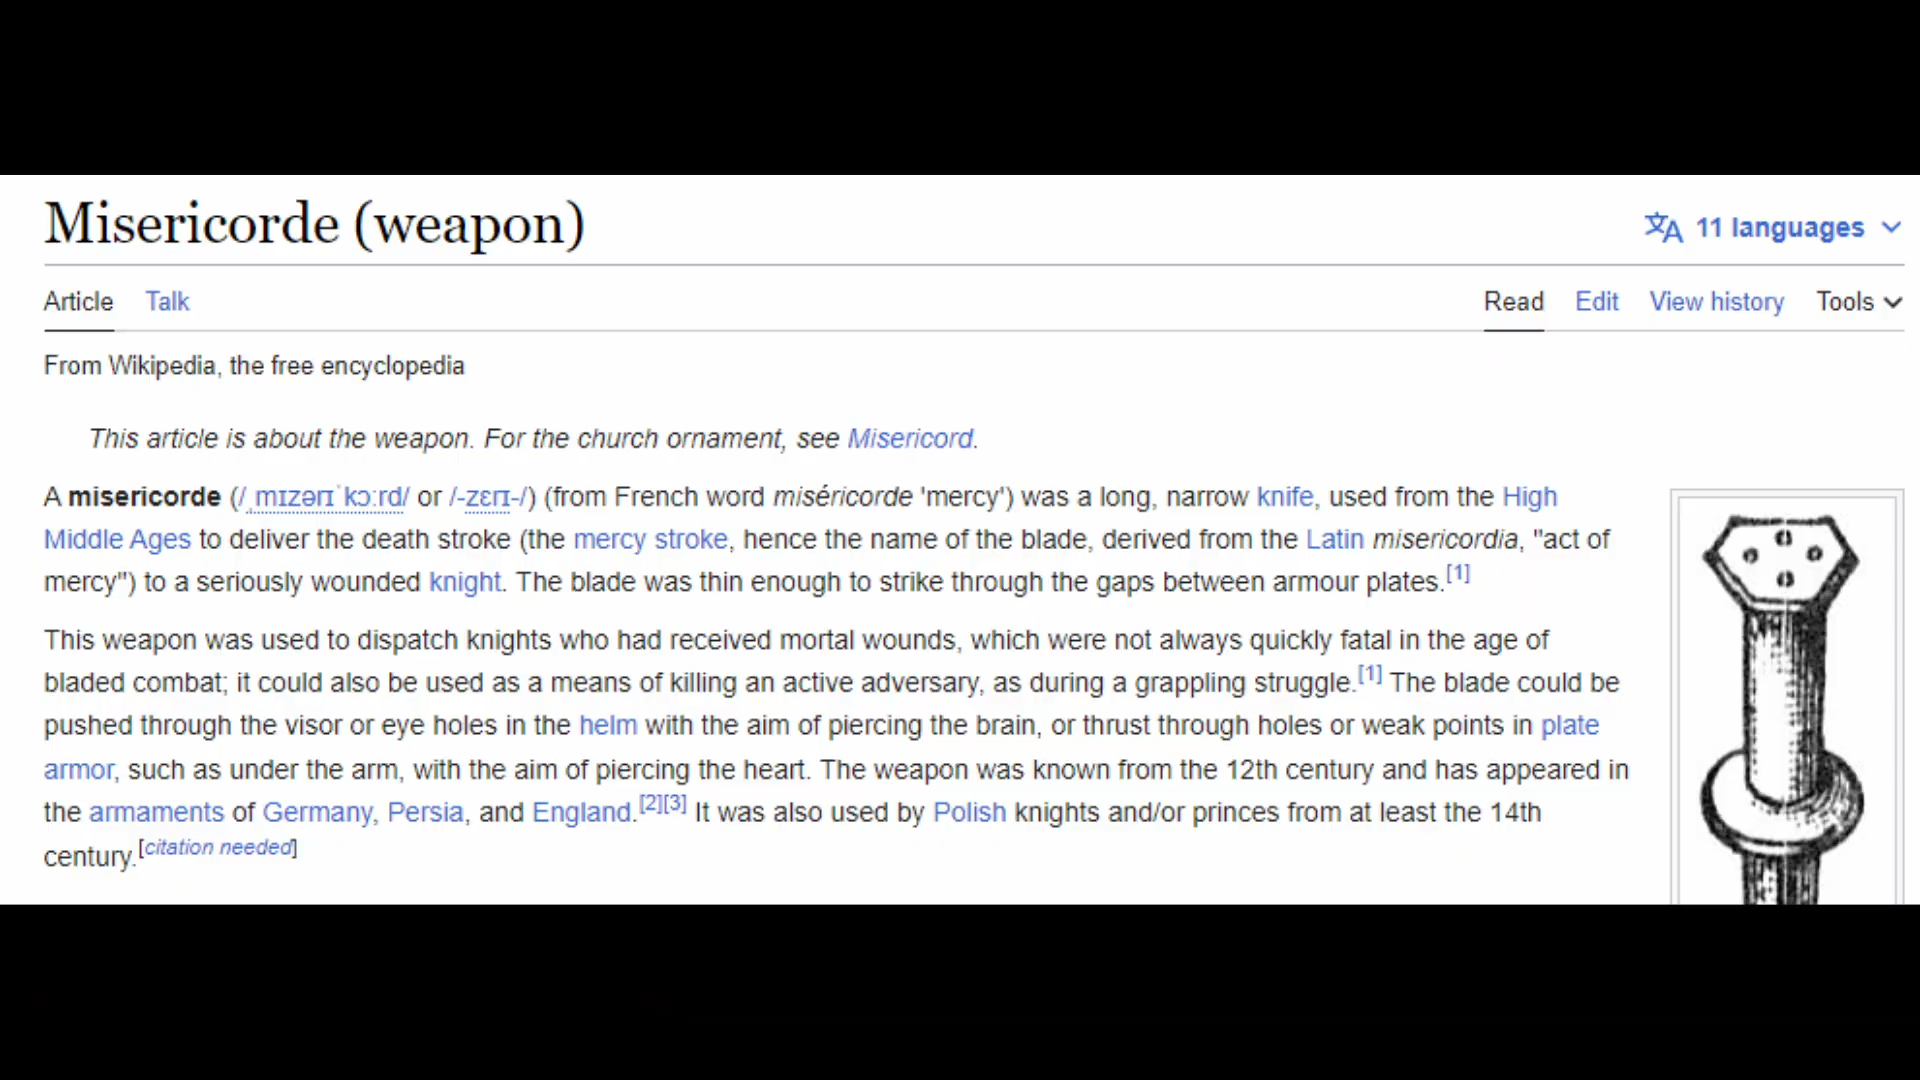 Misericorde (weapon)
11 languages
Article Talk
Read Edit View history Tools
From Wikipedia, the free encyclopedia
This article is about the weapon. For the church ornament, see Misericord.
A misericorde (/ˌmɪzərɪˈkɔːrd/ or /-zɛrɪ-/) (from French word miséricorde 'mercy') was a long, narrow knife, used from the High
Middle Ages to deliver the death stroke (the mercy stroke, hence the name of the blade, derived from the Latin misericordia, "act of
mercy") to a seriously wounded knight. The blade was thin enough to strike through the gaps between armour plates.[1]
This weapon was used to dispatch knights who had received mortal wounds, which were not always quickly fatal in the age of
bladed combat; it could also be used as a means of killing an active adversary, as during a grappling struggle.[1] The blade could be
pushed through the visor or eye holes in the helm with the aim of piercing the brain, or thrust through holes or weak points in plate
armor, such as under the arm, with the aim of piercing the heart. The weapon was known from the 12th century and has appeared in
the armaments of Germany, Persia, and England.[2][3] It was also used by Polish knights and/or princes from at least the 14th
century.[citation needed]